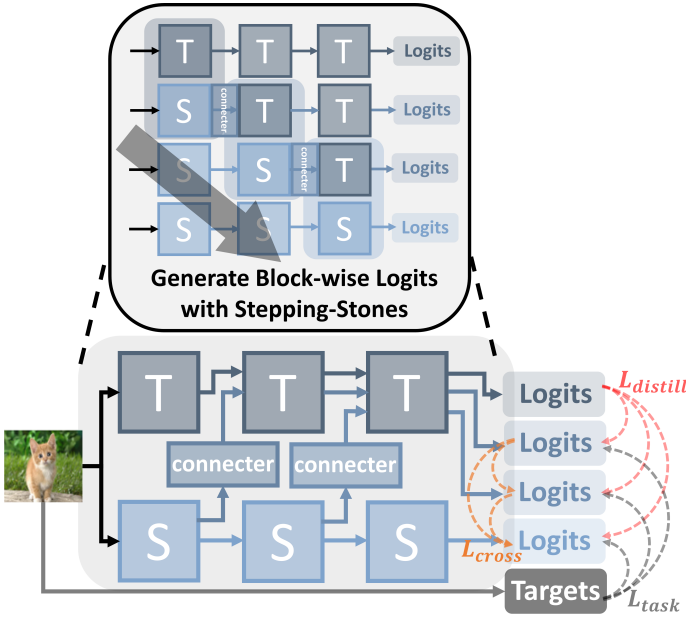 T T T Logits
S connecter T T Logits
S S connecter T Logits
S S S Logits
Generate Block-wise Logits
with Stepping-Stones
T T T Logits
L_distill
Logits
connecter connecter
Logits
S S S Logits
L_cross
Targets
L_task